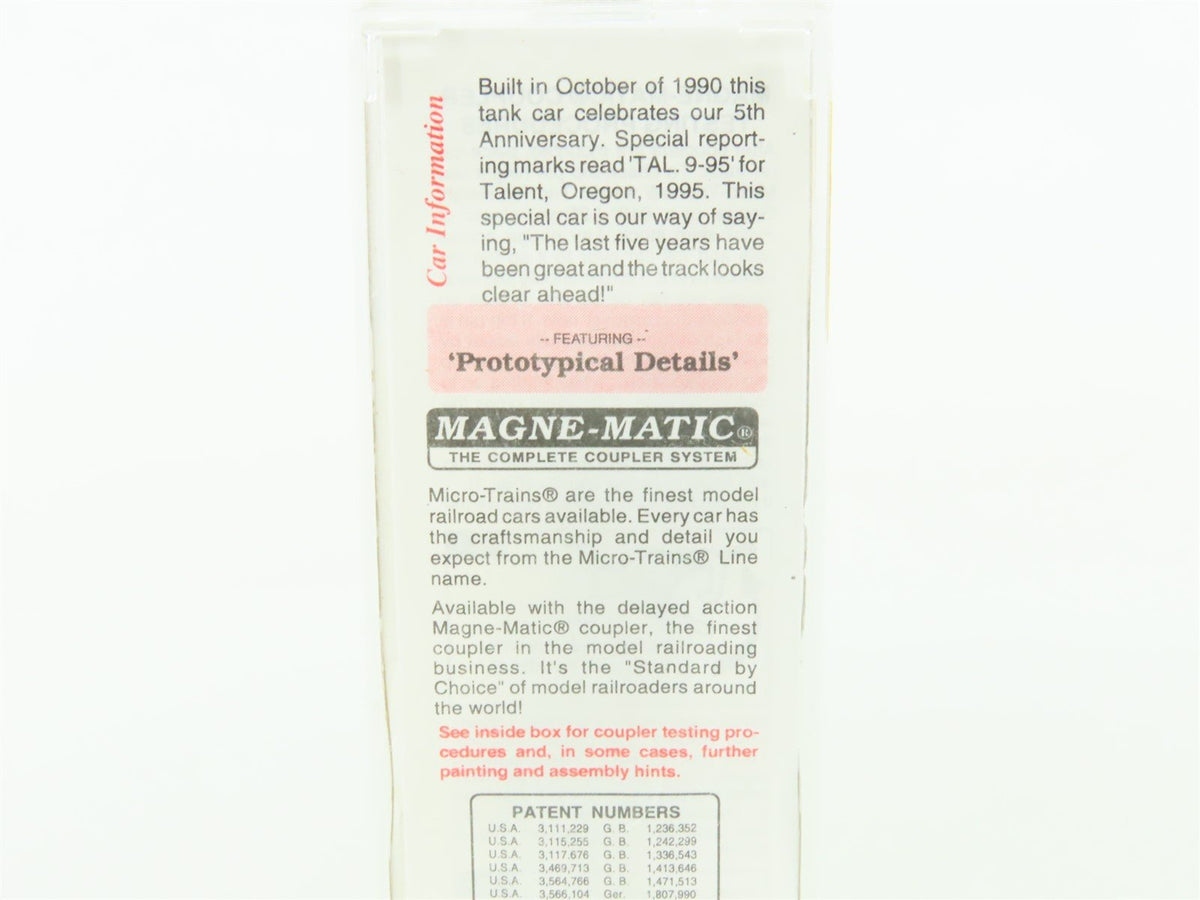 Car Information
Built in October of 1990 this
tank car celebrates our 5th
Anniversary. Special report-
ing marks read 'TAL. 9-95' for
Talent, Oregon, 1995. This
special car is our way of say-
ing, "The last five years have
been great and the track looks
clear ahead!"
-- FEATURING --
'Prototypical Details'
MAGNE-MATIC®
THE COMPLETE COUPLER SYSTEM
Micro-Trains® are the finest model
railroad cars available. Every car has
the craftsmanship and detail you
expect from the Micro-Trains® Line
name.
Available with the delayed action
Magne-Matic® coupler, the finest
coupler in the model railroading
business. It's the "Standard by
Choice" of model railroaders around
the world!
See inside box for coupler testing pro-
cedures and, in some cases, further
painting and assembly hints.
PATENT NUMBERS
U.S.A. 3,111,229 G. B. 1,236,352
U.S.A. 3,115,255 G. B. 1,242,299
U.S.A. 3,117,676 G. B. 1,336,543
U.S.A. 3,469,713 G. B. 1,413,646
U.S.A. 3,564,766 G. B. 1,471,513
U.S.A. 3,566,104 Ger. 1,807,990